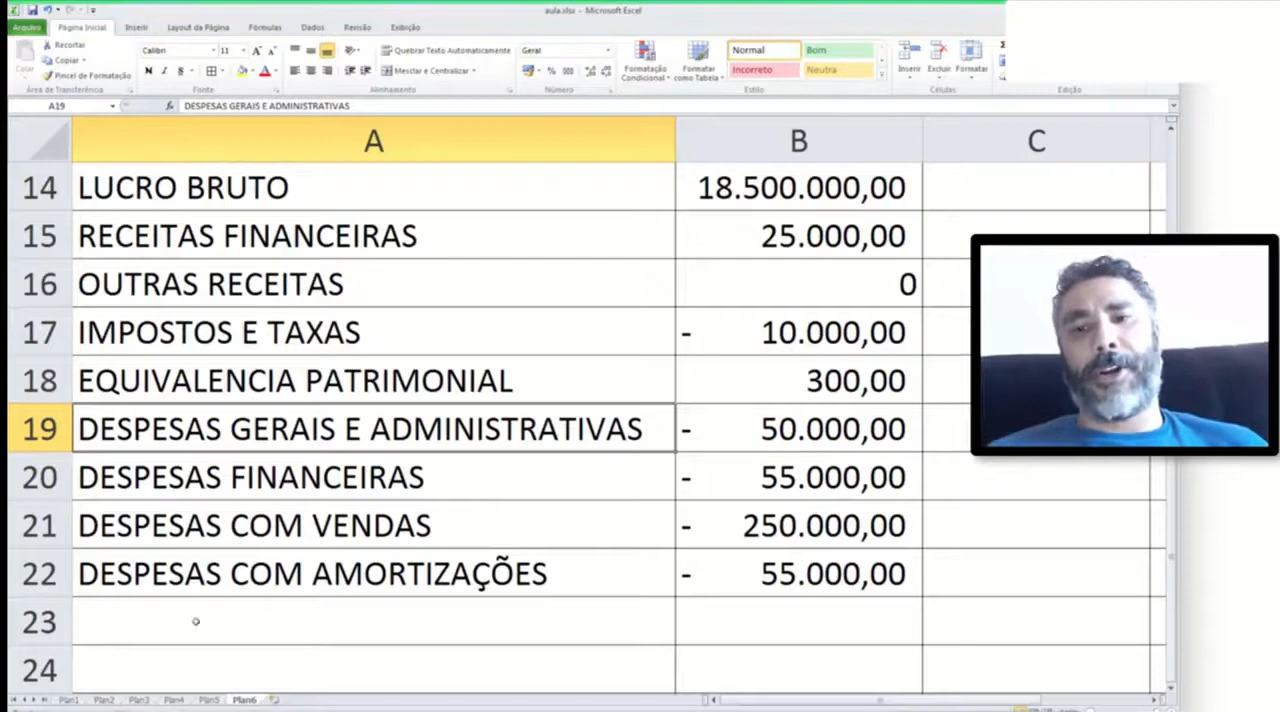 aula.xlsx - Microsoft Excel
Arquivo Página Inicial Inserir Layout da Página Fórmulas Dados Revisão Exibição
Recortar
Copiar
Pincel de Formatação
Colar
Área de Transferência
Calibri 11
N I S
Fonte
Quebrar Texto Automaticamente
Mesclar e Centralizar
Alinhamento
Geral
% 000
Número
Formatação Condicional
Formatar como Tabela
Normal Bom
Incorreto Neutra
Estilo
Inserir Excluir Formatar
Células
Edição
A19 fx DESPESAS GERAIS E ADMINISTRATIVAS
A B C
14 LUCRO BRUTO 18.500.000,00
15 RECEITAS FINANCEIRAS 25.000,00
16 OUTRAS RECEITAS 0
17 IMPOSTOS E TAXAS - 10.000,00
18 EQUIVALENCIA PATRIMONIAL 300,00
19 DESPESAS GERAIS E ADMINISTRATIVAS - 50.000,00
20 DESPESAS FINANCEIRAS - 55.000,00
21 DESPESAS COM VENDAS - 250.000,00
22 DESPESAS COM AMORTIZAÇÕES - 55.000,00
23
24
Plan1 Plan2 Plan3 Plan4 Plan5 Plan6